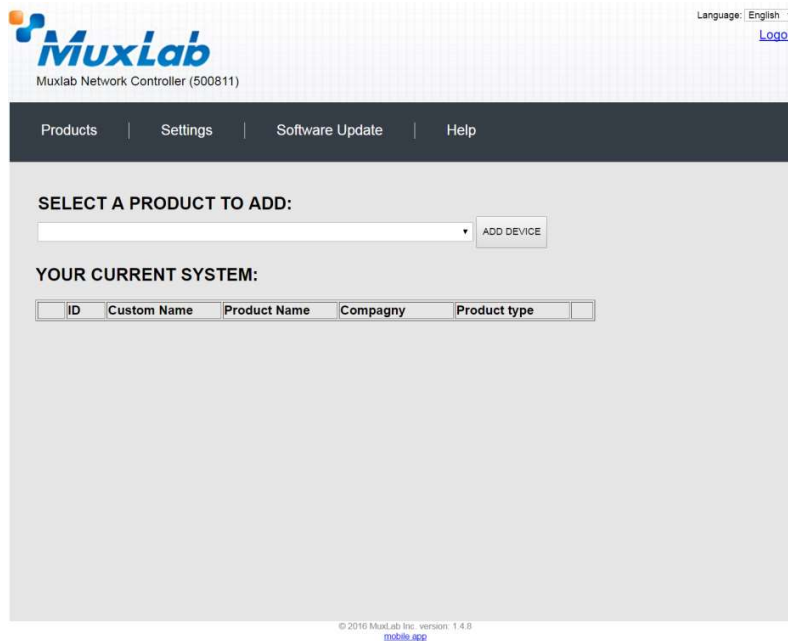 Language: English
Logo
MuxLab
Muxlab Network Controller (500811)
Products | Settings | Software Update | Help
SELECT A PRODUCT TO ADD:
ADD DEVICE
YOUR CURRENT SYSTEM:
ID Custom Name Product Name Compagny Product type
© 2016 MuxLab Inc. version: 1.4.8
mobile app